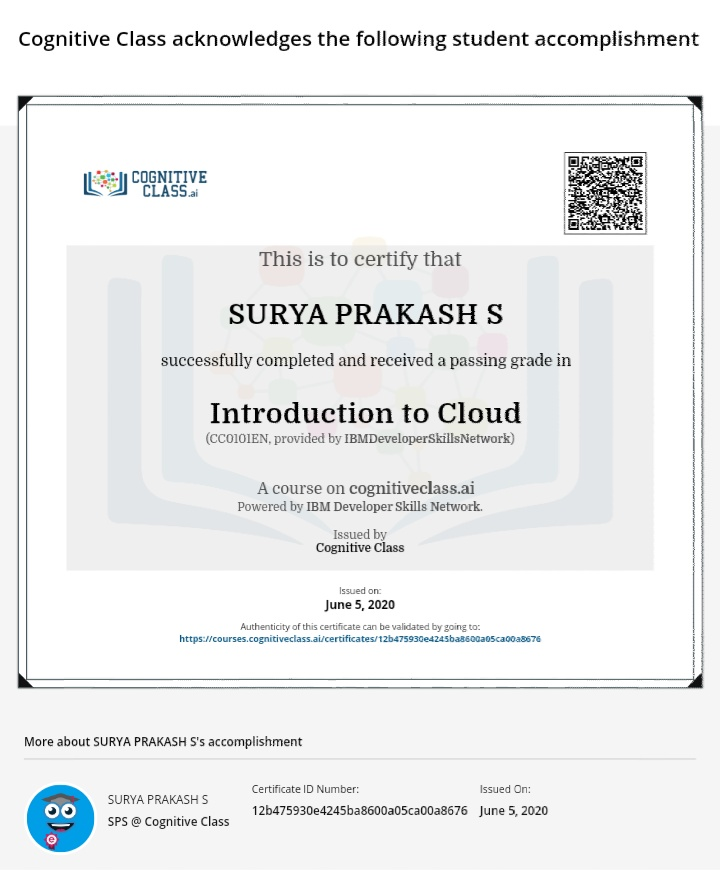 Cognitive Class acknowledges the following student accomplishment
COGNITIVE
CLASS.ai
This is to certify that
SURYA PRAKASH S
successfully completed and received a passing grade in
Introduction to Cloud
(CC0101EN, provided by IBMDeveloperSkillsNetwork)
A course on cognitiveclass.ai
Powered by IBM Developer Skills Network.
Issued by
Cognitive Class
Issued on:
June 5, 2020
Authenticity of this certificate can be validated by going to:
https://courses.cognitiveclass.ai/certificates/12b475930e4245ba8600a05ca00a8676
More about SURYA PRAKASH S's accomplishment
SURYA PRAKASH S
SPS @ Cognitive Class
Certificate ID Number:
12b475930e4245ba8600a05ca00a8676
Issued On:
June 5, 2020
e